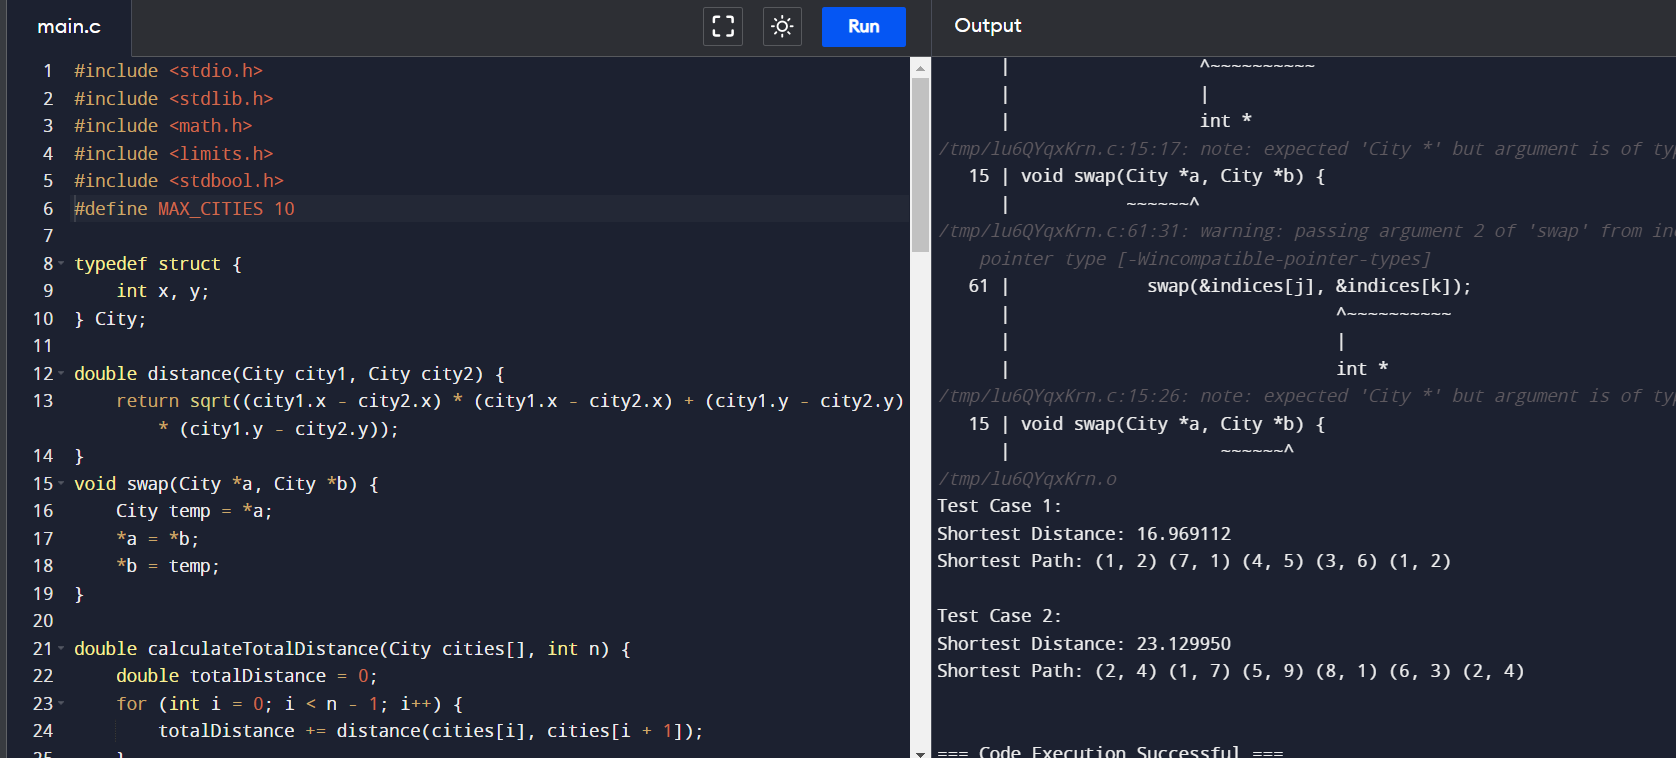 main.c
Run
Output
1 #include <stdio.h>
2 #include <stdlib.h>
3 #include <math.h>
4 #include <limits.h>
5 #include <stdbool.h>
6 #define MAX_CITIES 10
7
8 typedef struct {
9     int x, y;
10 } City;
11
12 double distance(City city1, City city2) {
13     return sqrt((city1.x - city2.x) * (city1.x - city2.x) + (city1.y - city2.y)
        * (city1.y - city2.y));
14 }
15 void swap(City *a, City *b) {
16     City temp = *a;
17     *a = *b;
18     *b = temp;
19 }
20
21 double calculateTotalDistance(City cities[], int n) {
22     double totalDistance = 0;
23     for (int i = 0; i < n - 1; i++) {
24         totalDistance += distance(cities[i], cities[i + 1]);
25     }
|                  ^~~~~~~~~~~
|                  |
|                  int *
/tmp/lu6QYqxKrn.c:15:17: note: expected 'City *' but argument is of
15 | void swap(City *a, City *b) {
|           ~~~~~~^
/tmp/lu6QYqxKrn.c:61:31: warning: passing argument 2 of 'swap' from
pointer type [-Wincompatible-pointer-types]
61 |             swap(&indices[j], &indices[k]);
|                               ^~~~~~~~~~~
|                               |
|                               int *
/tmp/lu6QYqxKrn.c:15:26: note: expected 'City *' but argument is of
15 | void swap(City *a, City *b) {
|                    ~~~~~~^
/tmp/lu6QYqxKrn.o
Test Case 1:
Shortest Distance: 16.969112
Shortest Path: (1, 2) (7, 1) (4, 5) (3, 6) (1, 2)
Test Case 2:
Shortest Distance: 23.129950
Shortest Path: (2, 4) (1, 7) (5, 9) (8, 1) (6, 3) (2, 4)
=== Code Execution Successful ===